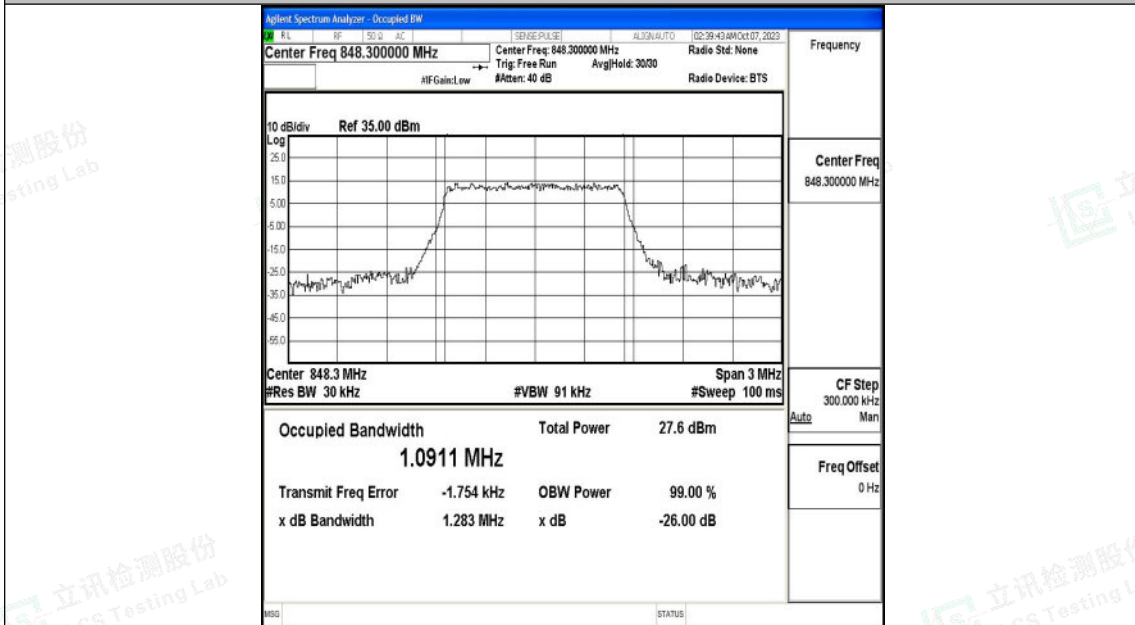 Agilent Spectrum Analyzer - Occupied BW
RL RF 50 Ω AC SENSE:PULSE ALIGNAUTO 02:39:43 AM Oct 07, 2023
Center Freq 848.300000 MHz
Center Freq: 848.300000 MHz
Radio Std: None
Trig: Free Run Avg|Hold: 30/30
#IFGain:Low #Atten: 40 dB Radio Device: BTS
10 dB/div Ref 35.00 dBm
Log
25.0
15.0
5.00
-5.00
-15.0
-25.0
-35.0
-45.0
-55.0
Center 848.3 MHz Span 3 MHz
#Res BW 30 kHz #VBW 91 kHz #Sweep 100 ms
Occupied Bandwidth Total Power 27.6 dBm
1.0911 MHz
Transmit Freq Error -1.754 kHz OBW Power 99.00 %
x dB Bandwidth 1.283 MHz x dB -26.00 dB
MSG STATUS
Frequency
Center Freq
848.300000 MHz
CF Step
300.000 kHz
Auto Man
Freq Offset
0 Hz
测股份
sting Lab
立
立讯检测股份
CS Testing Lab
立讯检测股份
CS Testing L